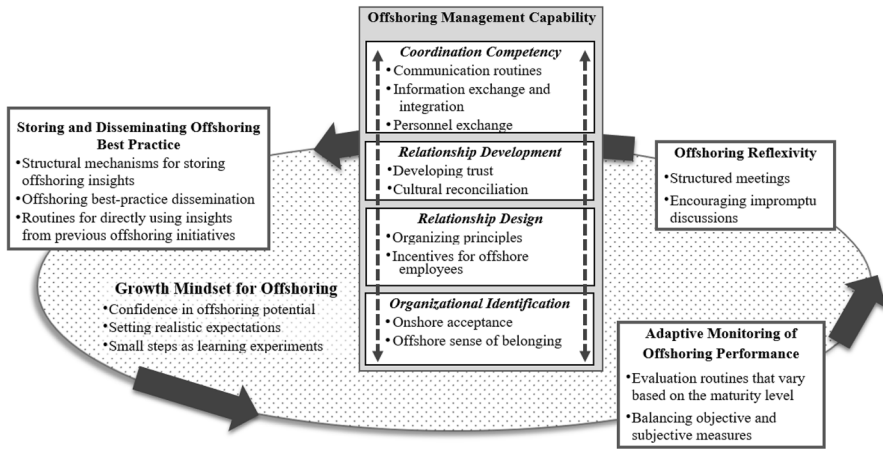 Offshoring Management Capability
Coordination Competency
•Communication routines
•Information exchange and
integration
•Personnel exchange
Relationship Development
•Developing trust
•Cultural reconciliation
Relationship Design
•Organizing principles
•Incentives for offshore
employees
Organizational Identification
•Onshore acceptance
•Offshore sense of belonging
Storing and Disseminating Offshoring
Best Practice
•Structural mechanisms for storing
offshoring insights
•Offshoring best-practice dissemination
•Routines for directly using insights
from previous offshoring initiatives
Growth Mindset for Offshoring
•Confidence in offshoring potential
•Setting realistic expectations
•Small steps as learning experiments
Offshoring Reflexivity
•Structured meetings
•Encouraging impromptu
discussions
Adaptive Monitoring of
Offshoring Performance
•Evaluation routines that vary
based on the maturity level
•Balancing objective and
subjective measures